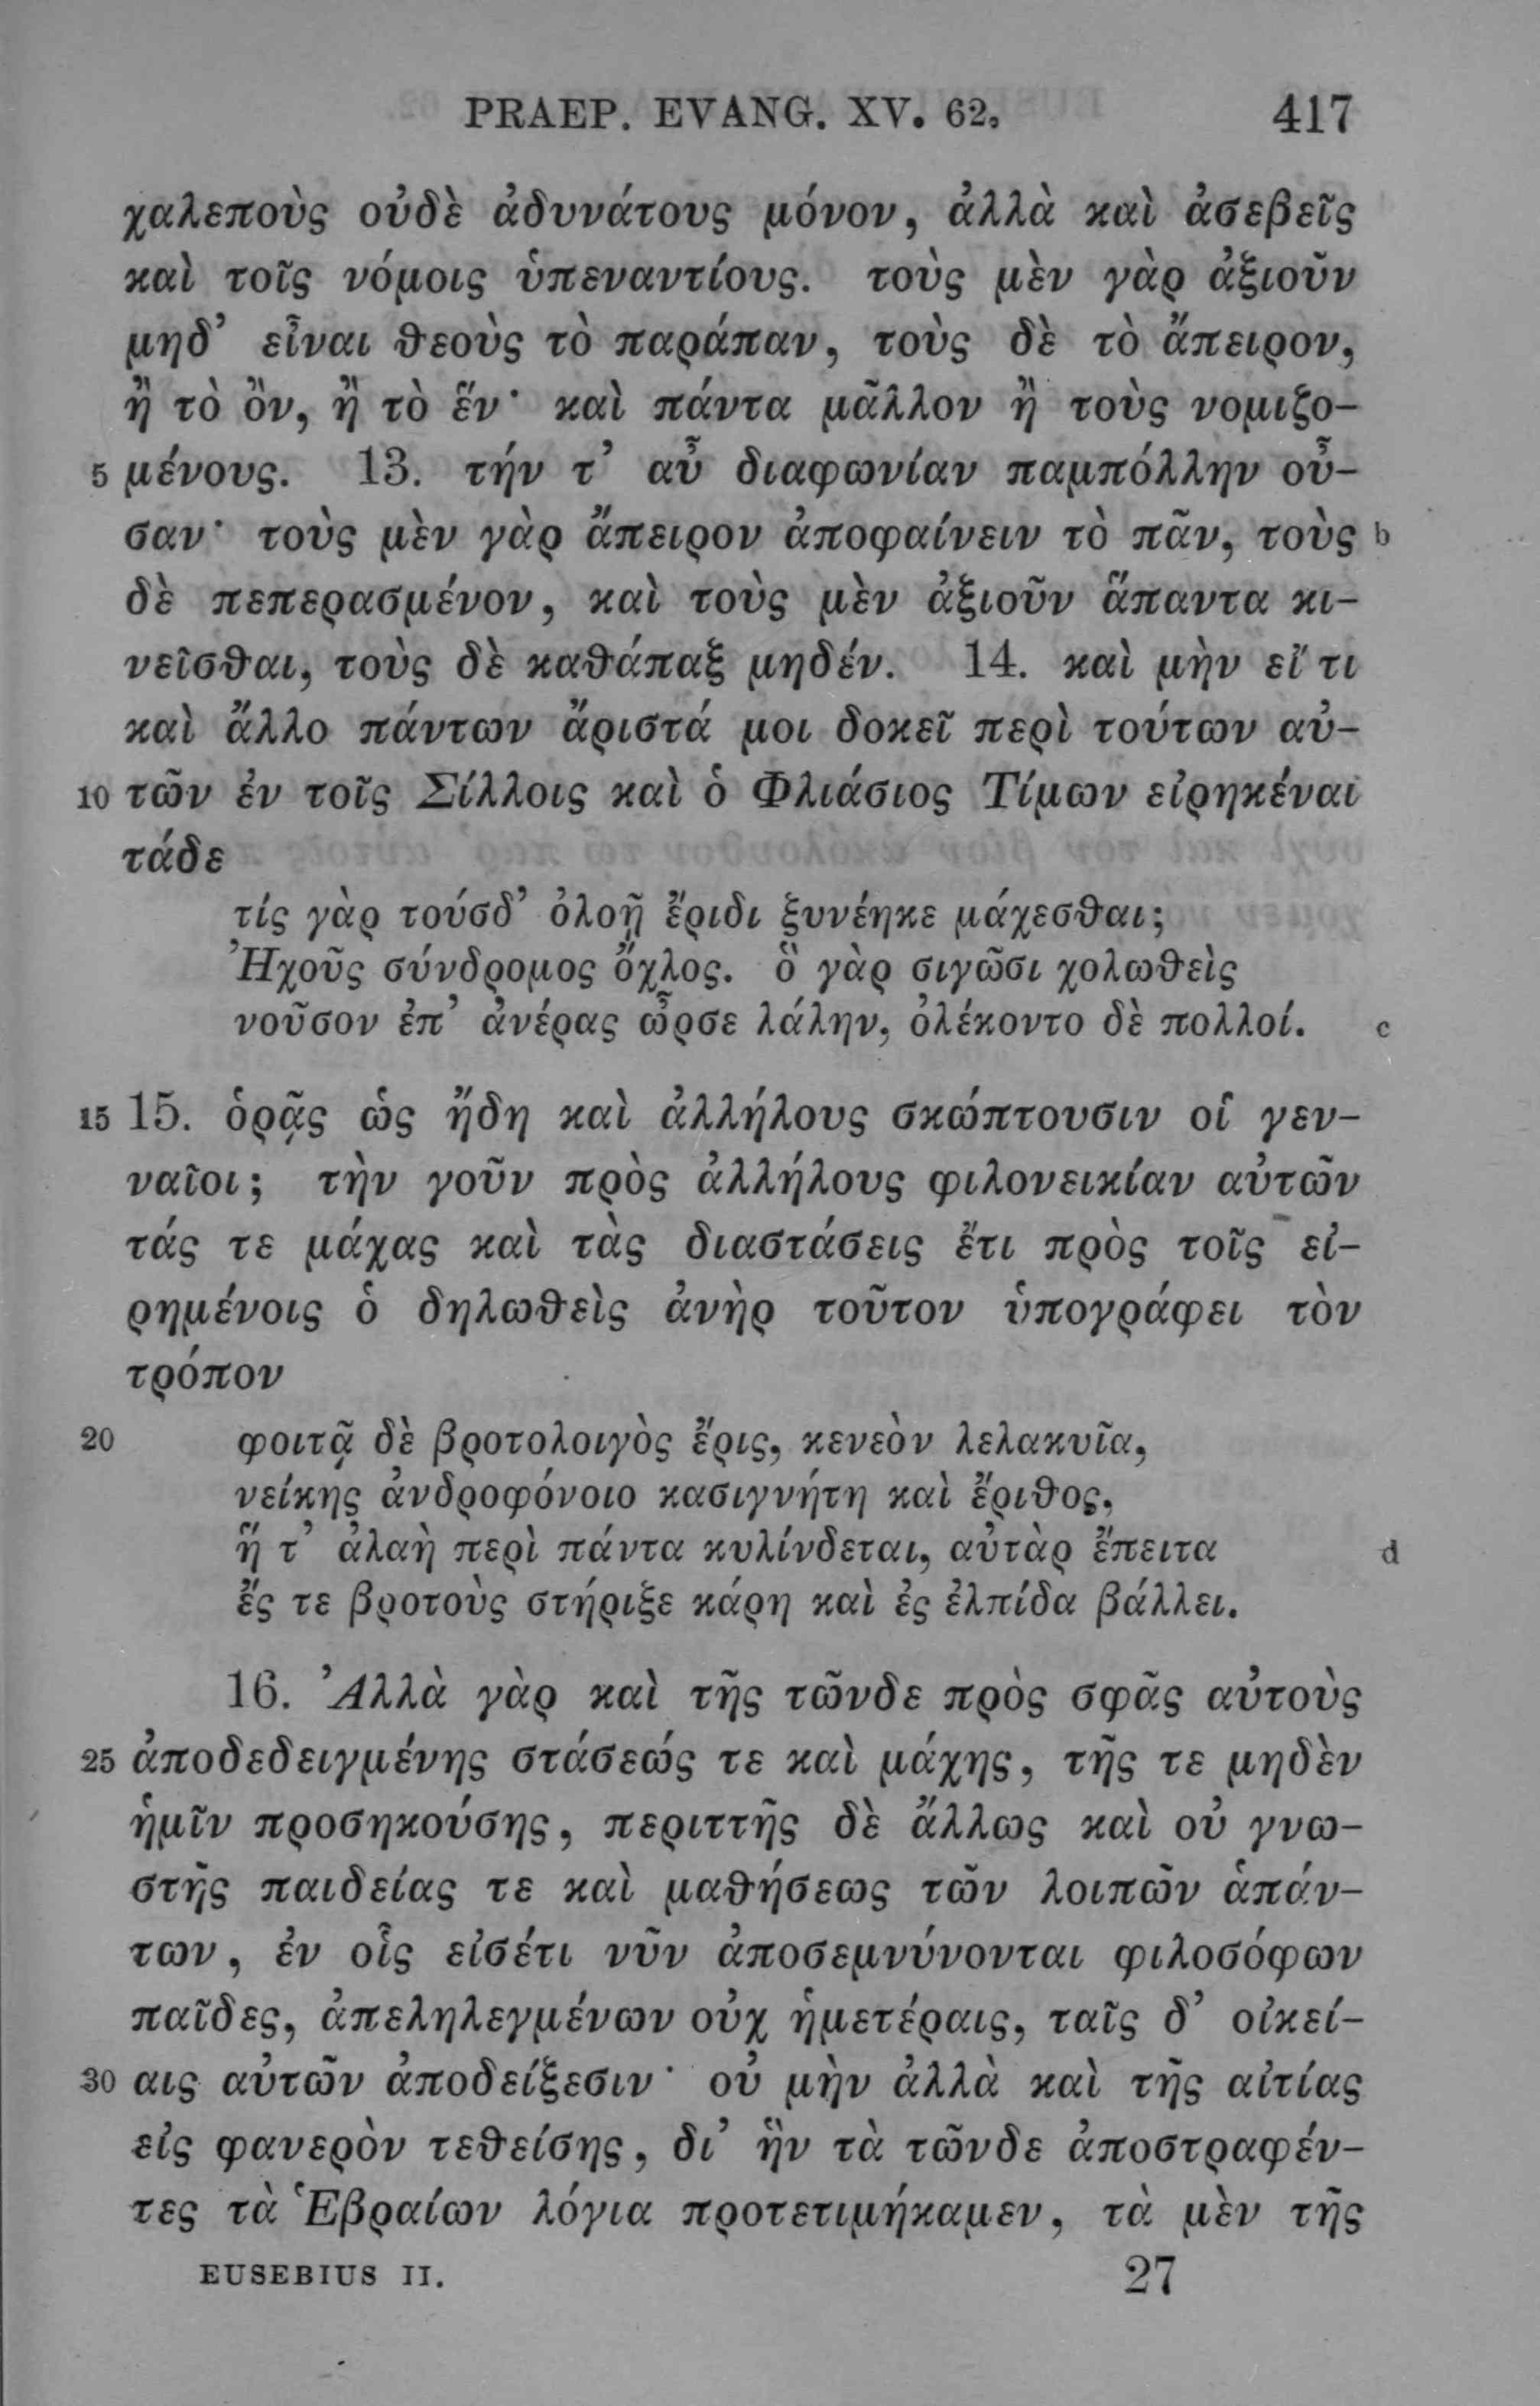 PRAEP. EVANG. XV. 62. 417
χαλεποὺς οὐδὲ ἀδυνάτους μόνον, ἀλλὰ καὶ ἀσεβεῖς
καὶ τοῖς νόμοις ὑπεναντίους. τοὺς μὲν γὰρ ἀξιοῦν
μηδ’ εἶναι θεοὺς τὸ παράπαν, τοὺς δὲ τὸ ἄπειρον,
ἢ τὸ ὂν, ἢ τὸ ἕν· καὶ πάντα μᾶλλον ἢ τοὺς νομιζο-
5 μένους. 13. τήν τ’ αὖ διαφωνίαν παμπόλλην οὖ-
σαν· τοὺς μὲν γὰρ ἄπειρον ἀποφαίνειν τὸ πᾶν, τοὺς b
δὲ πεπερασμένον, καὶ τοὺς μὲν ἀξιοῦν ἅπαντα κι-
νεῖσθαι, τοὺς δὲ καθάπαξ μηδέν. 14. καὶ μὴν εἴ τι
καὶ ἄλλο πάντων ἄριστά μοι δοκεῖ περὶ τούτων αὐ-
10 τῶν ἐν τοῖς Σίλλοις καὶ ὁ Φλιάσιος Τίμων εἰρηκέναι
τάδε
τίς γὰρ τούσδ’ ὀλοῇ ἔριδι ξυνέηκε μάχεσθαι;
Ἠχοῦς σύνδρομος ὄχλος. ὃ γὰρ σιγῶσι χολωθεὶς
νοῦσον ἐπ’ ἀνέρας ὦρσε λάλην, ὀλέκοντο δὲ πολλοί. c
15 15. ὁρᾷς ὡς ἤδη καὶ ἀλλήλους σκώπτουσιν οἱ γεν-
ναῖοι; τὴν γοῦν πρὸς ἀλλήλους φιλονεικίαν αὐτῶν
τάς τε μάχας καὶ τὰς διαστάσεις ἔτι πρὸς τοῖς εἰ-
ρημένοις ὁ δηλωθεὶς ἀνὴρ τοῦτον ὑπογράφει τὸν
τρόπον
20 φοιτᾷ δὲ βροτολοιγὸς ἔρις, κενεὸν λελακυῖα,
νείκης ἀνδροφόνοιο κασιγνήτη καὶ ἔριθος,
ἥ τ’ ἀλαὴ περὶ πάντα κυλίνδεται, αὐτὰρ ἔπειτα d
ἔς τε βροτοὺς στήριξε κάρη καὶ ἐς ἐλπίδα βάλλει.
16. Ἀλλὰ γὰρ καὶ τῆς τῶνδε πρὸς σφᾶς αὐτοὺς
25 ἀποδεδειγμένης στάσεώς τε καὶ μάχης, τῆς τε μηδὲν
ἡμῖν προσηκούσης, περιττῆς δὲ ἄλλως καὶ οὐ γνω-
στῆς παιδείας τε καὶ μαθήσεως τῶν λοιπῶν ἁπάν-
των, ἐν οἷς εἰσέτι νῦν ἀποσεμνύνονται φιλοσόφων
παῖδες, ἀπεληλεγμένων οὐχ ἡμετέραις, ταῖς δ’ οἰκεί-
30 αις αὐτῶν ἀποδείξεσιν· οὐ μὴν ἀλλὰ καὶ τῆς αἰτίας
εἰς φανερὸν τεθείσης, δι’ ἣν τὰ τῶνδε ἀποστραφέν-
τες τὰ Ἑβραίων λόγια προτετιμήκαμεν, τὰ μὲν τῆς
EUSEBIUS II. 27